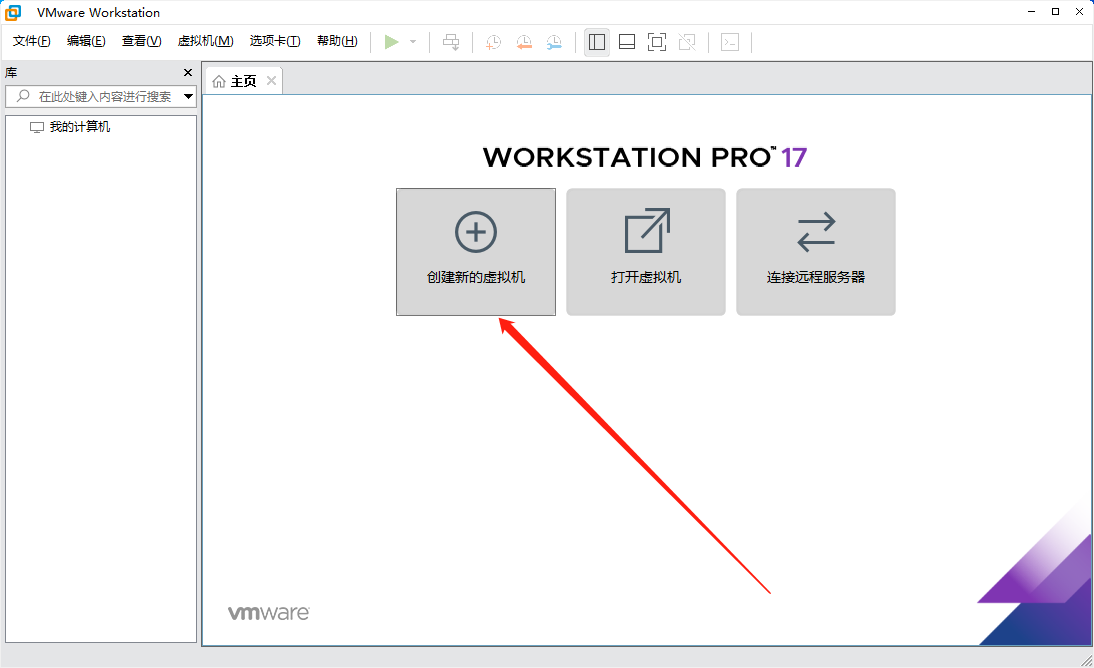 VMware Workstation
文件(F) 编辑(E) 查看(V) 虚拟机(M) 选项卡(T) 帮助(H)
库
主页
在此处键入内容进行搜索
我的计算机
WORKSTATION PRO™ 17
创建新的虚拟机 打开虚拟机 连接远程服务器
vmware